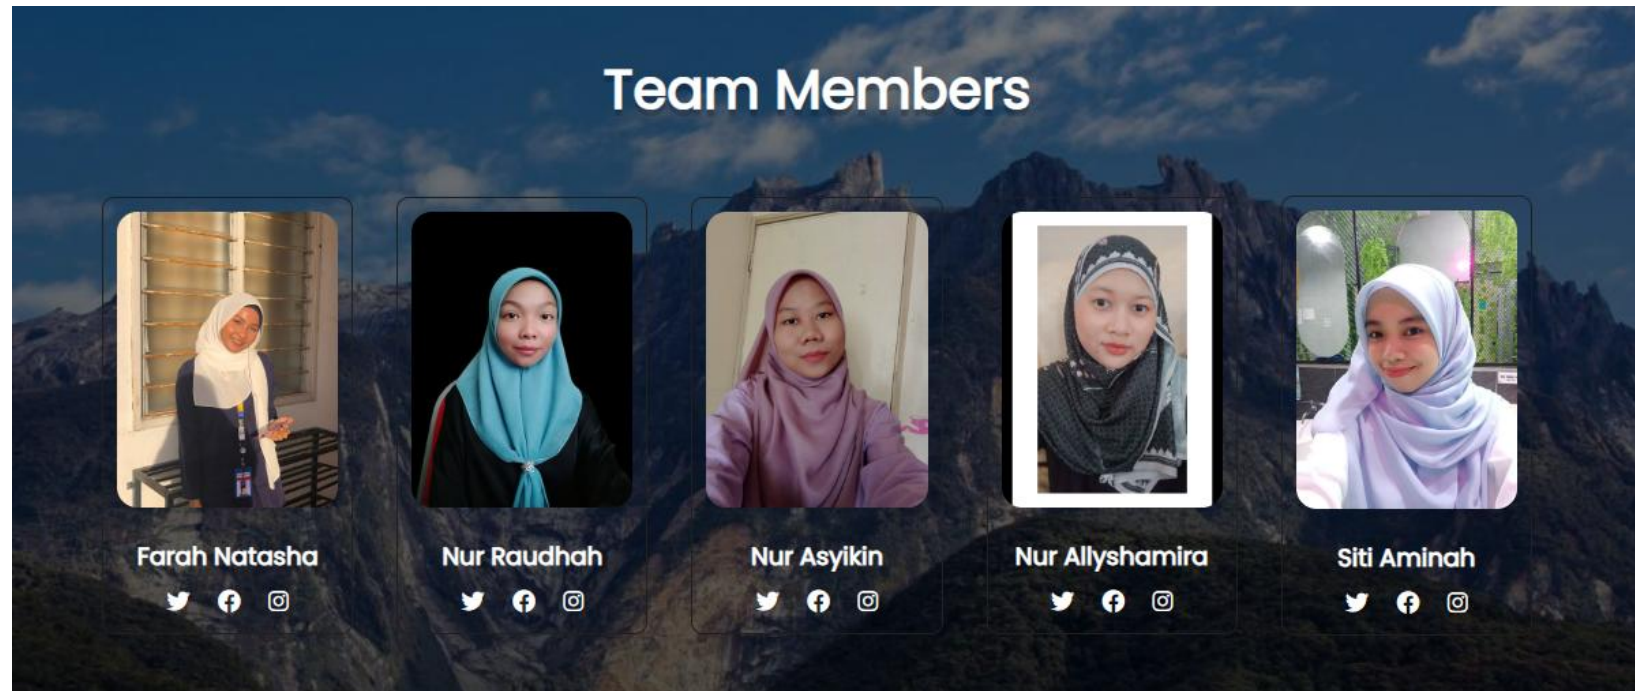 Team Members
Farah Natasha
Nur Raudhah
Nur Asyikin
Nur Allyshamira
Siti Aminah